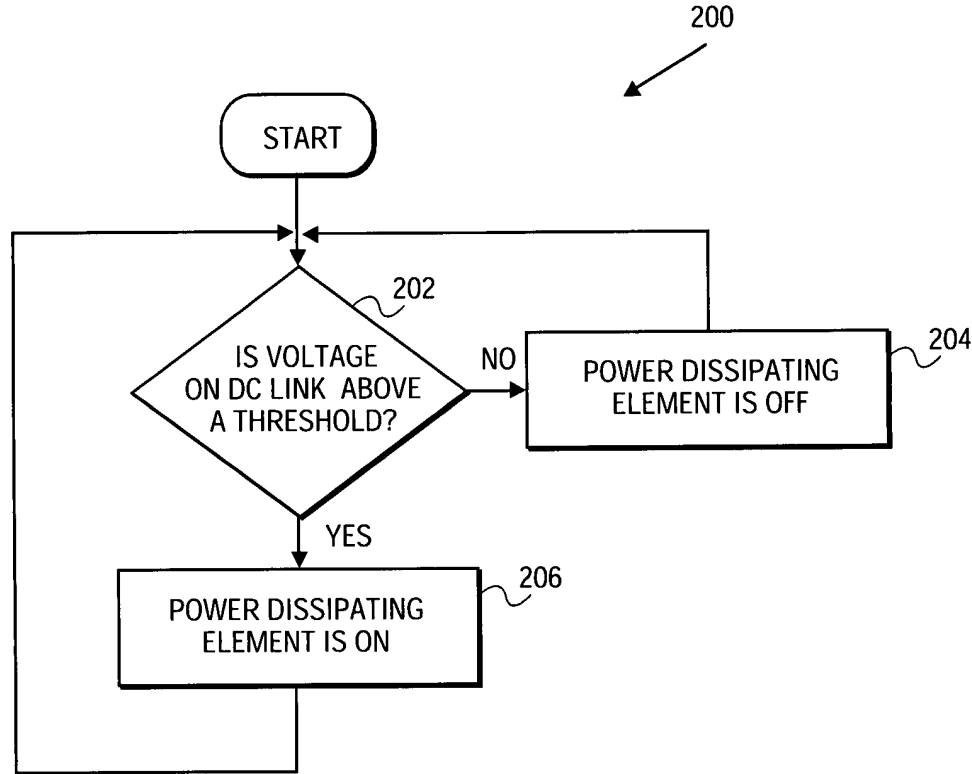 200
START
202
IS VOLTAGE
ON DC LINK ABOVE
A THRESHOLD?
NO
204
POWER DISSIPATING
ELEMENT IS OFF
YES
206
POWER DISSIPATING
ELEMENT IS ON